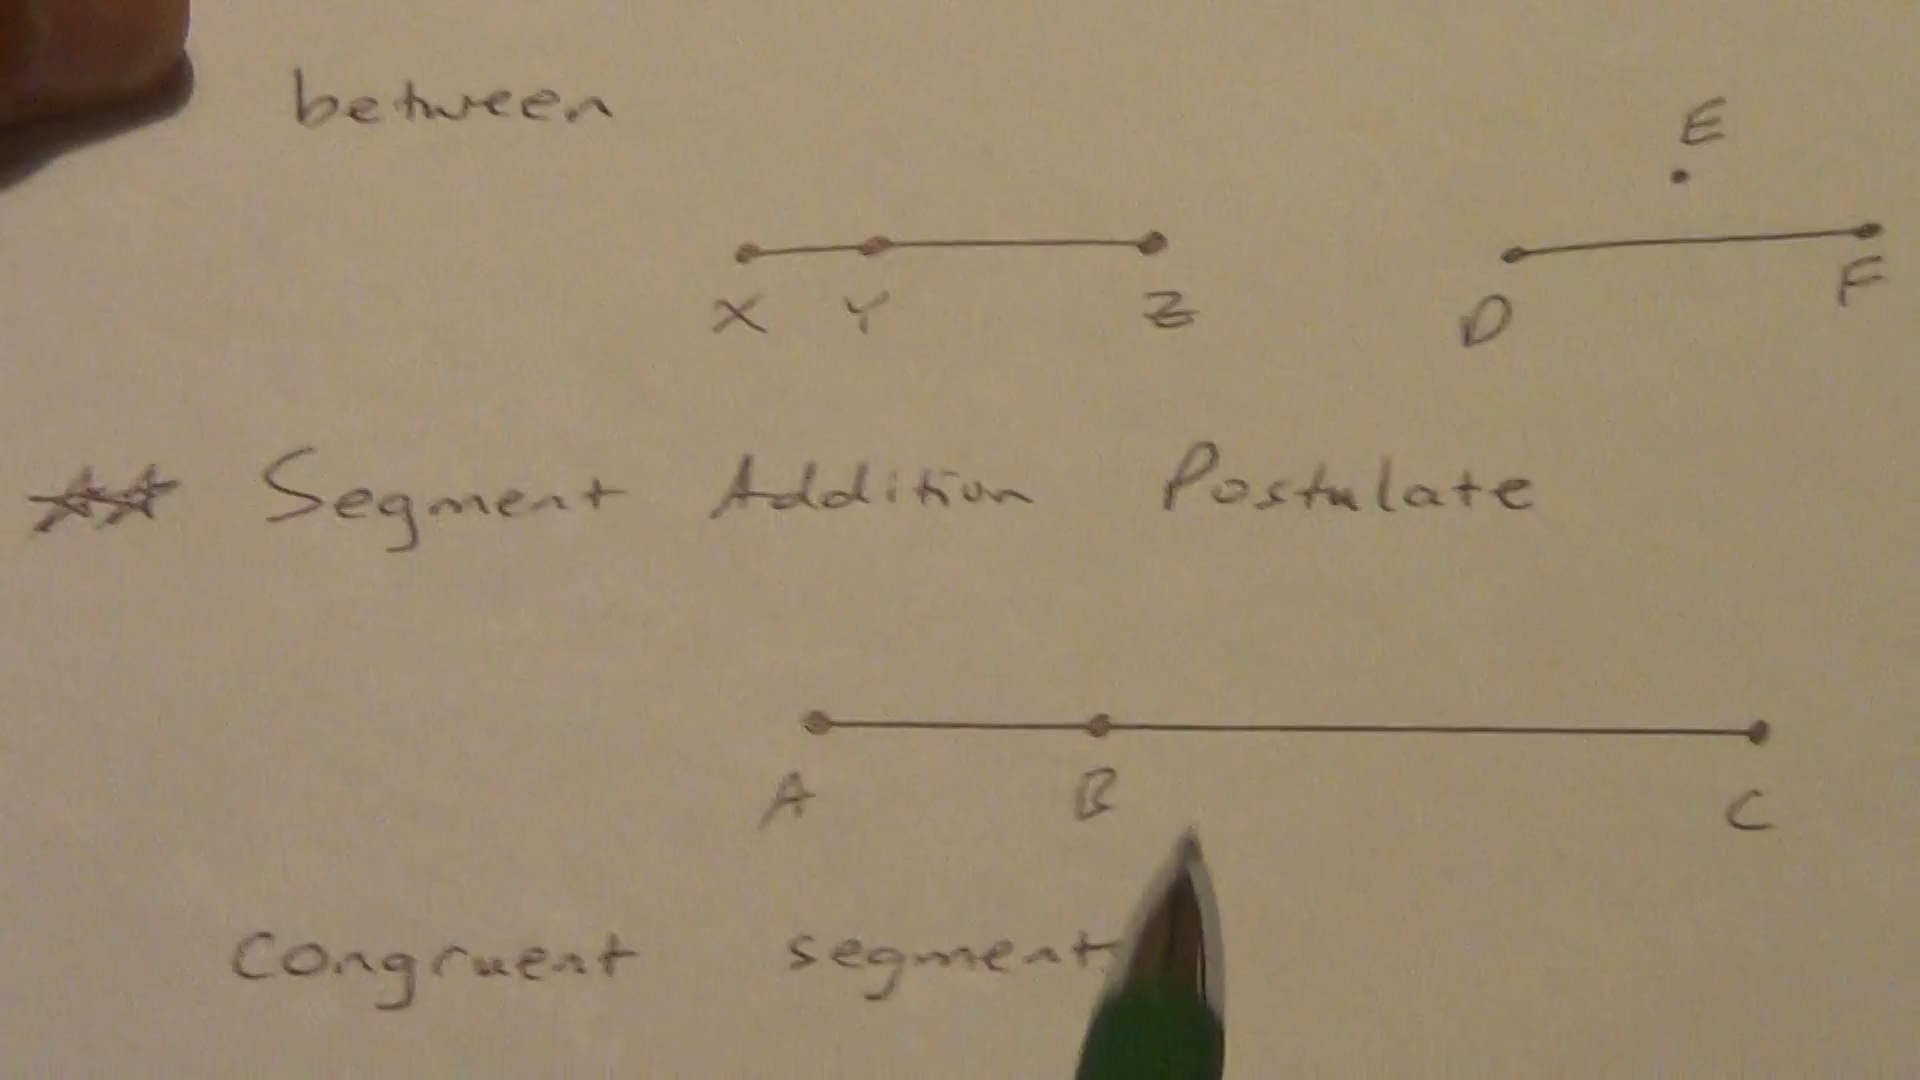 between
E
X Y Z
D F
Segment Addition Postulate
A B C
congruent segment